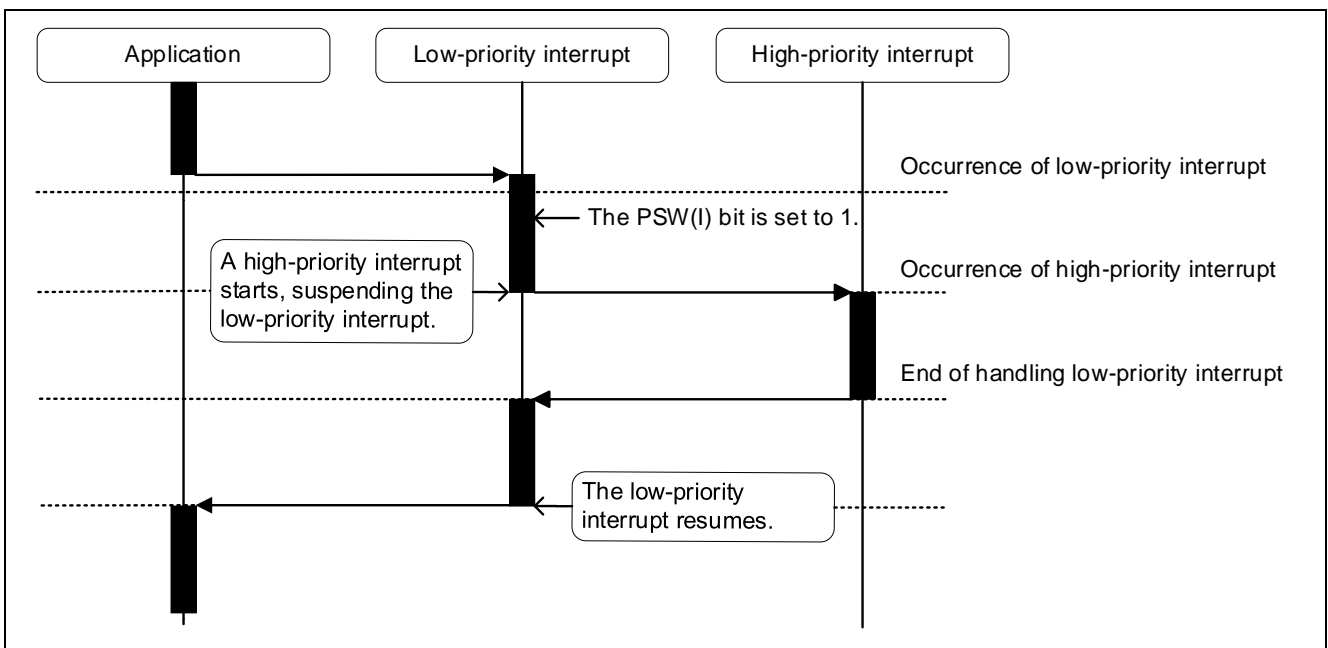 Application
Low-priority interrupt
High-priority interrupt
Occurrence of low-priority interrupt
The PSW(I) bit is set to 1.
A high-priority interrupt
starts, suspending the
low-priority interrupt.
Occurrence of high-priority interrupt
End of handling low-priority interrupt
The low-priority
interrupt resumes.